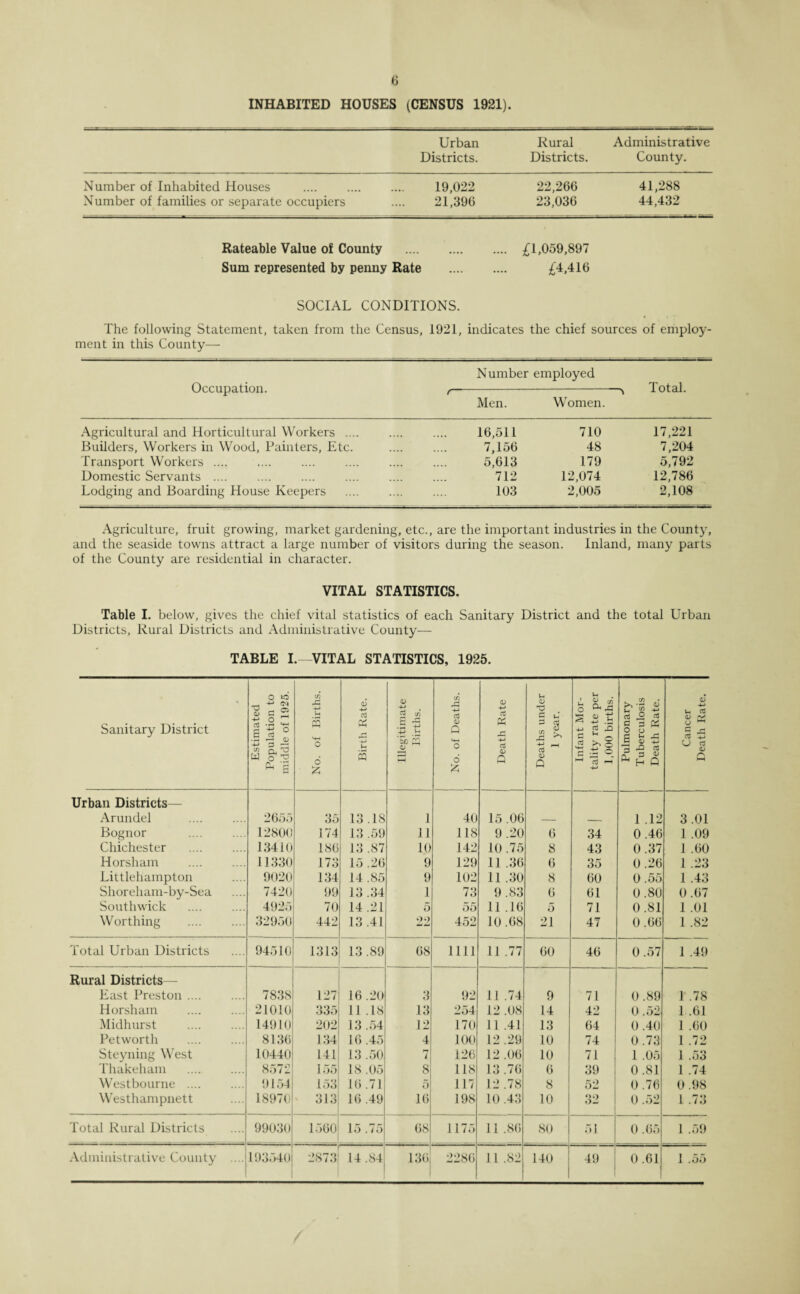 6
INHABITED HOUSES (CENSUS 1921).
Urban Districts. Rural Districts. Administrative County.
Number of Inhabited Houses .... .... .... 19,022 22,266 41,288
Number of families or separate occupiers .... 21,396 23,036 44,432
Rateable Value of County .... .... .... £1,059,897
Sum represented by penny Rate .... .... £4,416
SOCIAL CONDITIONS.
The following Statement, taken from the Census, 1921, indicates the chief sources of employ-
ment in this County—
Occupation. Number employed Total.
Men. Women.
Agricultural and Horticultural Workers .... .... .... 16,511 710 17,221
Builders, Workers in Wood, Painters, Etc. .... .... 7,156 48 7,204
Transport Workers .... .... .... .... .... .... 5,613 179 5,792
Domestic Servants .... .... .... .... .... .... 712 12,074 12,786
Lodging and Boarding House Keepers .... .... .... 103 2,005 2,108
Agriculture, fruit growing, market gardening, etc., are the important industries in the County,
and the seaside towns attract a large number of visitors during the season. Inland, many parts
of the County are residential in character.
VITAL STATISTICS.
Table I. below, gives the chief vital statistics of each Sanitary District and the total Urban
Districts, Rural Districts and Administrative County—
TABLE I.—VITAL STATISTICS, 1925.
Sanitary District Estimated Population to middle of 1925. No. of Births. Birth Rate. Illegitimate Births. No. of Deaths. Death Rate Deaths under 1 year. Infant Mor-tality rate per 1,000 births. Pulmonary Tuberculosis Death Rate. Cancer Death Rate.
Urban Districts—
Arundel .... .... 2655 35 13.18 1 40 15.06 — — 1.12 3.01
Bognor .... .... 12800 174 13.59 11 118 9.20 6 34 0.46 1.09
Chichester .... .... 13410 186 13.87 10 142 10.75 8 43 0.37 1.60
Horsham .... .... 11330 173 15.26 9 129 11.36 6 35 0.26 1.23
Littlehampton .... 9020 134 14.85 9 102 11.30 8 60 0.55 1.43
Shoreham-by-Sea .... 7420 99 13.34 1 73 9.83 6 61 0.80 0.67
Southwick .... .... 4925 70 14.21 5 55 11.16 5 71 0.81 1.01
Worthing .... .... 32950 442 13.41 22 452 10.68 21 47 0.66 1.82
Total Urban Districts .... 94510 1313 13.89 68 1111 11.77 60 46 0.57 1.49
Rural Districts—
East Preston .... .... 7838 127 16.20 3 92 11.74 9 71 0.89 1.78
Horsham .... .... 21010 335 11.18 13 254 12.08 14 42 0.52 1.61
Midhurst .... .... 14910 202 13.54 12 170 11.41 13 64 0.40 1.60
Petworth .... .... 8136 134 16.45 4 100 12.29 10 74 0.73 1.72
Steyning West .... 10440 141 13.50 7 126 12.06 10 71 1.05 1.53
Thakeham .... .... 8572 155 18.05 8 118 13.76 6 39 0.81 1.74
Westbourne .... .... 9154 153 16.71 5 117 12.78 8 52 0.76 0.98
Westhampnett .... 18970 313 16.49 16 198 10.43 10 32 0.52 1.73
Total Rural Districts .... 99030 1560 15.75 68 1175 11.86 80 51 0.65 1.59
Administrative County .... 193540 2873 14.84 136 2286 11.82 140 49 0.61 1.55